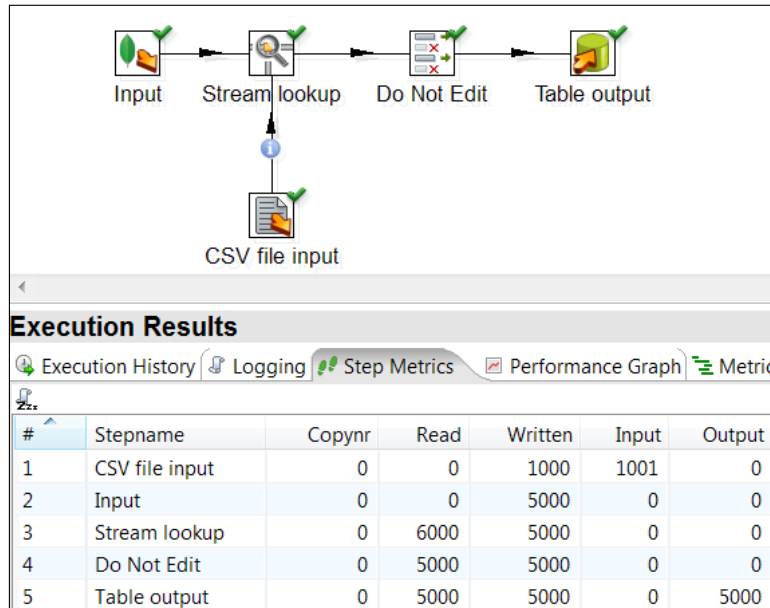 Input Stream lookup Do Not Edit Table output
i
CSV file input
Execution Results
Execution History Logging Step Metrics Performance Graph Metric
# Stepname Copynr Read Written Input Output
1 CSV file input 0 0 1000 1001 0
2 Input 0 0 5000 0 0
3 Stream lookup 0 6000 5000 0 0
4 Do Not Edit 0 5000 5000 0 0
5 Table output 0 5000 5000 0 5000